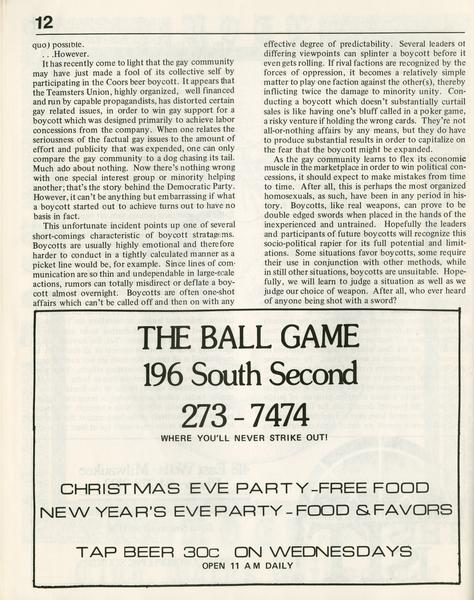 12
quo) possible.
. . .However.
It has recently come to light that the gay community
may have just made a fool of its collective self by
participating in the Coors beer boycott. It appears that
the Teamsters Union, highly organized, well financed
and run by capable propagandists, has distorted certain
gay related issues, in order to win gay support for a
boycott which was designed primarily to achieve labor
concessions from the company. When one relates the
seriousness of the factual gay issues to the amount of
effort and publicity that was expended, one can only
compare the gay community to a dog chasing its tail.
Much ado about nothing. Now there's nothing wrong
with one special interest group or minority helping
another; that's the story behind the Democratic Party.
However, it can't be anything but embarrassing if what
a boycott started out to achieve turns out to have no
basis in fact.
This unfortunate incident points up one of several
short-comings characteristic of boycott stratagems.
Boycotts are usually highly emotional and therefore
harder to conduct in a tightly calculated manner as a
picket line would be, for example. Since lines of com-
munication are so thin and undependable in large-scale
actions, rumors can totally misdirect or deflate a boy-
cott almost overnight. Boycotts are often one-shot
affairs which can't be called off and then on with any
effective degree of predictability. Several leaders of
differing viewpoints can splinter a boycott before it
even gets rolling. If rival factions are recognized by the
forces of oppression, it becomes a relatively simple
matter to play one faction against the other(s), thereby
inflicting twice the damage to minority unity. Con-
ducting a boycott which doesn't substantially curtail
sales is like having one's bluff called in a poker game,
a risky venture if holding the wrong cards. They're not
all-or-nothing affairs by any means, but they do have
to produce substantial results in order to capitalize on
the fear that the boycott might be expanded.
As the gay community learns to flex its economic
muscle in the marketplace in order to win political con-
cessions, it should expect to make mistakes from time
to time. After all, this is perhaps the most organized
homosexuals, as such, have been in any period in his-
tory. Boycotts, like real weapons, can prove to be
double edged swords when placed in the hands of the
inexperienced and untrained. Hopefully the leaders
and participants of future boycotts will recognize this
socio-political rapier for its full potential and limit-
ations. Some situations favor boycotts, some require
their use in conjunction with other methods, while
in still other situations, boycotts are unsuitable. Hope-
fully, we will learn to judge a situation as well as we
judge our choice of weapon. After all, who ever heard
of anyone being shot with a sword?
THE BALL GAME
196 South Second
273 - 7474
WHERE YOU'LL NEVER STRIKE OUT!
CHRISTMAS EVE PARTY-FREE FOOD
NEW YEAR'S EVE PARTY - FOOD & FAVORS
TAP BEER 30c ON WEDNESDAYS
OPEN 11 AM DAILY